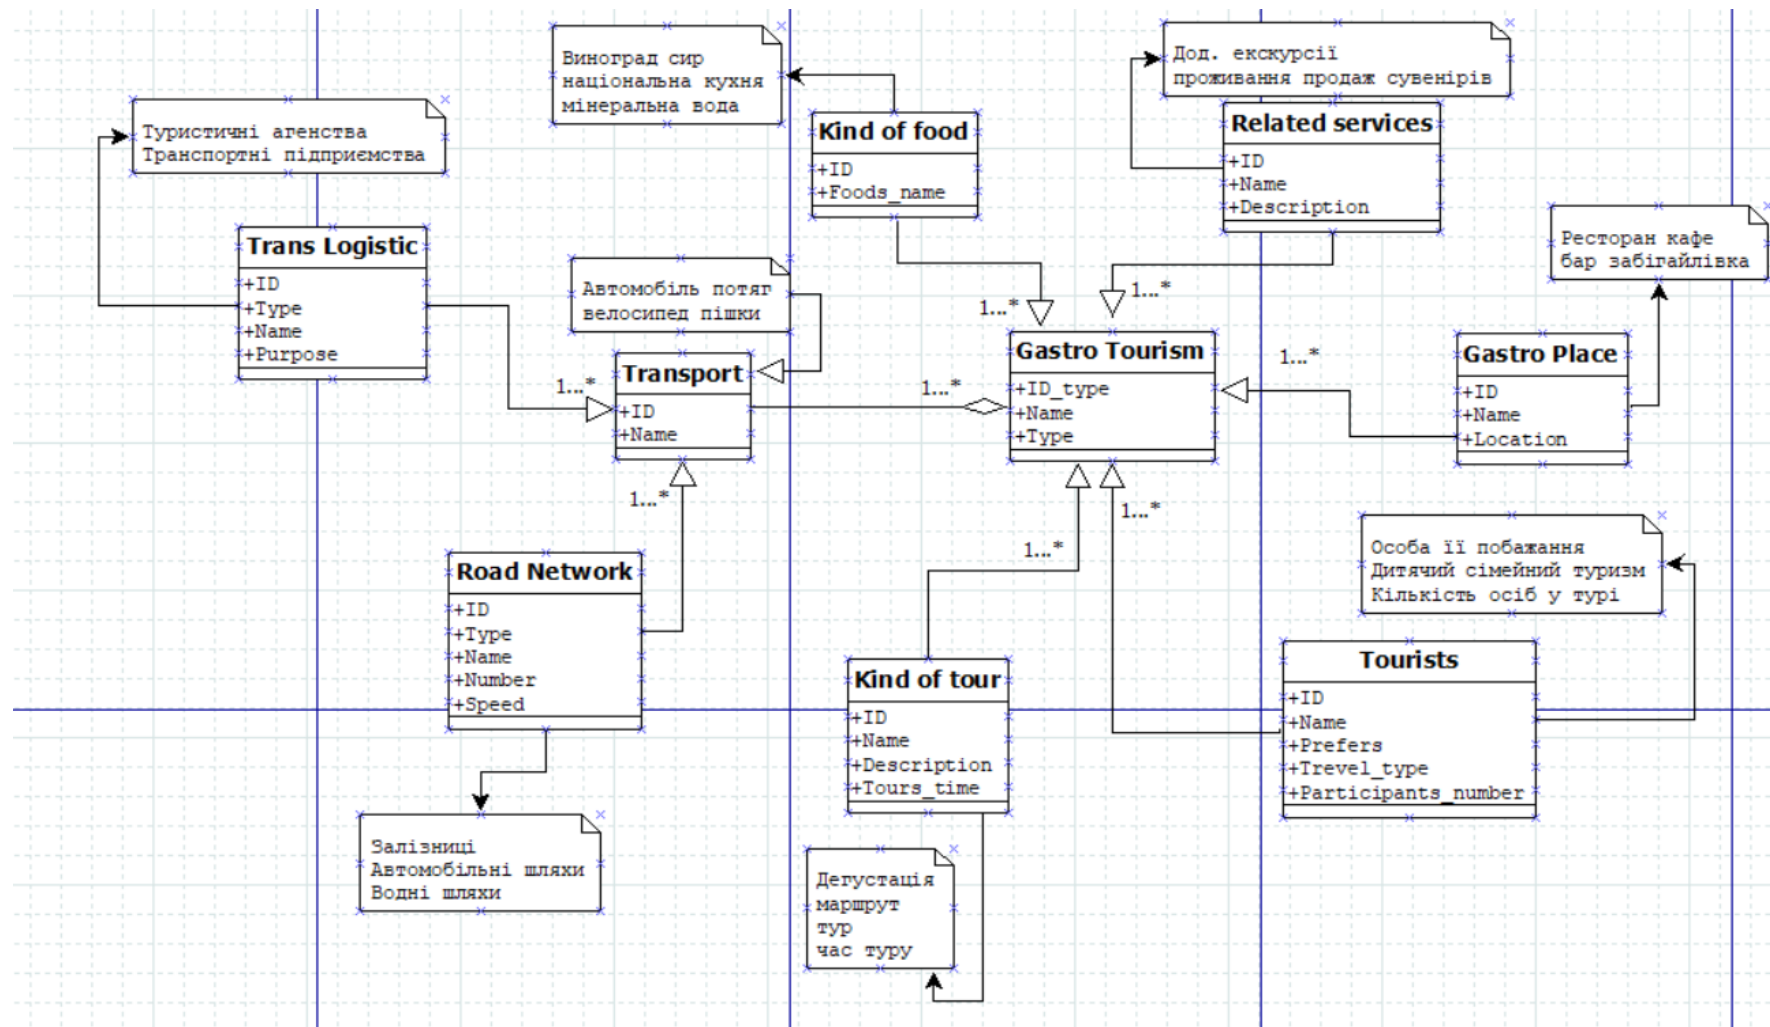 Виноград сир
національна кухня
мінеральна вода
Дод. екскурсії
проживання продаж сувенірів
Туристичні агенства
Транспортні підприємства
Kind of food
+ID
+Foods_name
Related services
+ID
+Name
+Description
Ресторан кафе
бар забігайлівка
Trans Logistic
+ID
+Type
+Name
+Purpose
Автомобіль потяг
велосипед пішки
1...*
1...*
Transport
+ID
+Name
1...*
1...*
Gastro Tourism
+ID_type
+Name
+Type
1...*
Gastro Place
+ID
+Name
+Location
1...*
1...*
1...*
Особа її побажання
Дитячий сімейний туризм
Кількість осіб у турі
Road Network
+ID
+Type
+Name
+Number
+Speed
Kind of tour
+ID
+Name
+Description
+Tours_time
Tourists
+ID
+Name
+Prefers
+Trevel_type
+Participants_number
Залізниці
Автомобільні шляхи
Водні шляхи
Дегустація
маршрут
тур
час туру